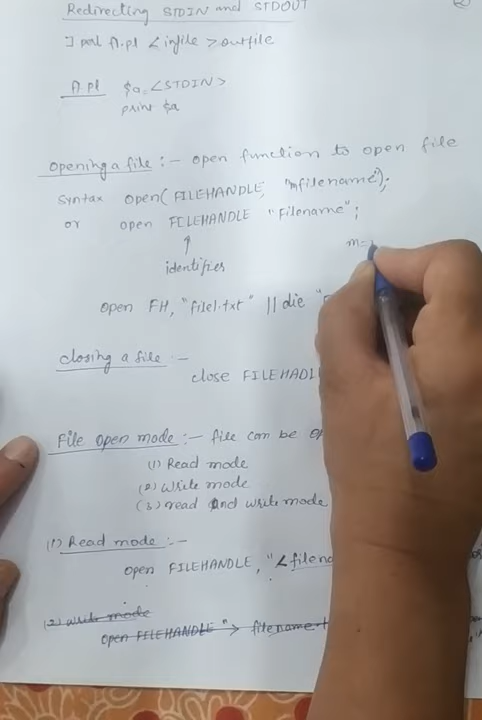 Redirecting STDIN and STDOUT
] perl f1.pl < infile > outfile
f1.pl $a=<STDIN>
print $a
Opening a file :- open function to open file
Syntax open(FILEHANDLE, "mfilename");
or open FILEHANDLE "Filename";
m=
identifies
open FH, "file1.txt" || die "
closing a file :-
close FILEHADL
File open mode :- file can be
(1) Read mode
(2) write mode
(3) read and write mode
(1) Read mode :-
open FILEHANDLE, "<filen
(2) write mode
open FILEHANDLE "> filename